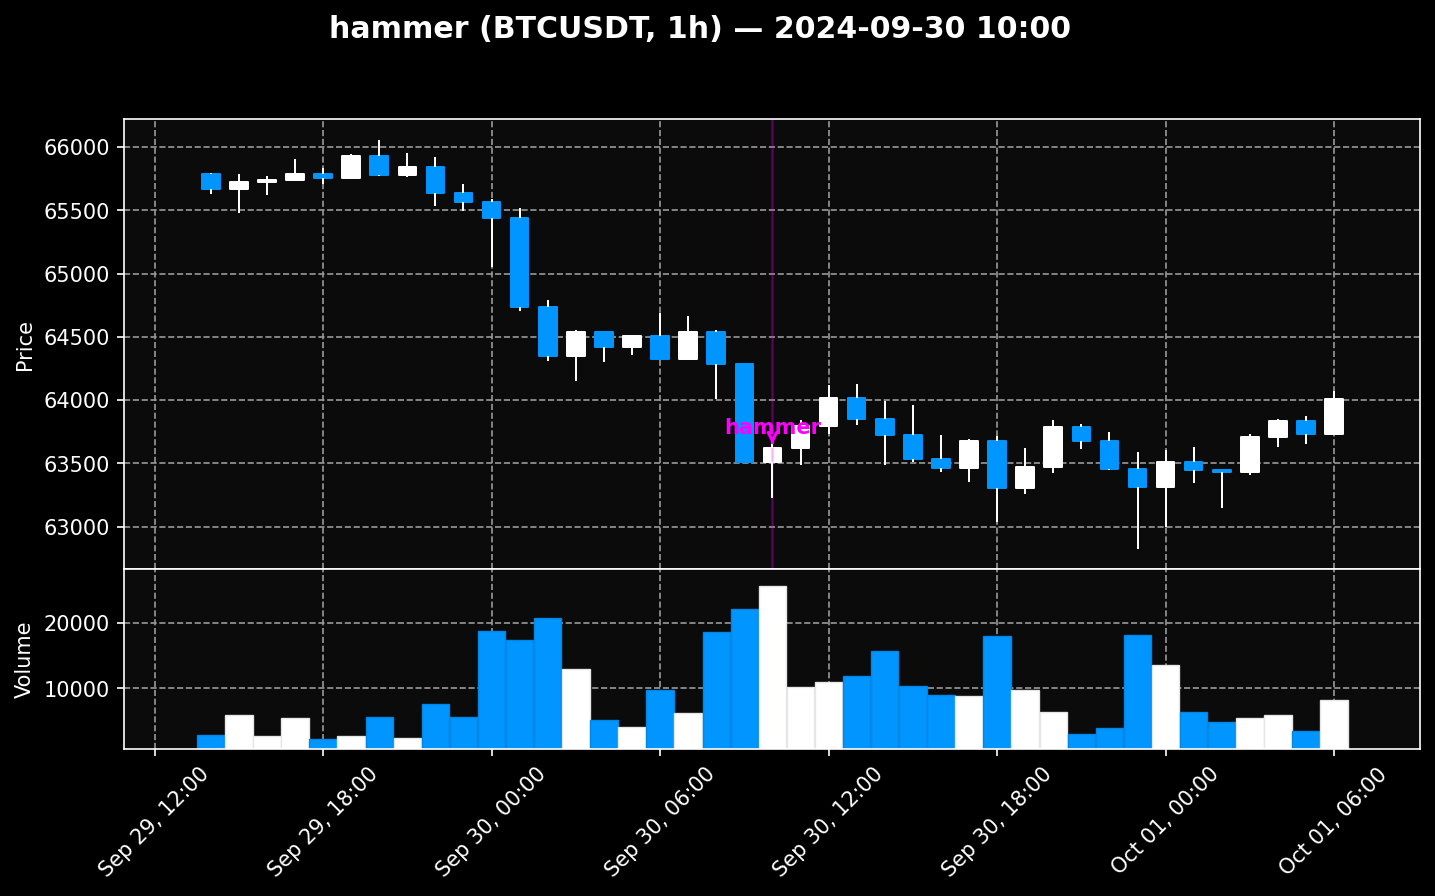 hammer (BTCUSDT, 1h) — 2024-09-30 10:00
66000
65500
65000
64500
64000
63500
63000
Price
hammer
20000
10000
Volume
Sep 29, 12:00
Sep 29, 18:00
Sep 30, 00:00
Sep 30, 06:00
Sep 30, 12:00
Sep 30, 18:00
Oct 01, 00:00
Oct 01, 06:00